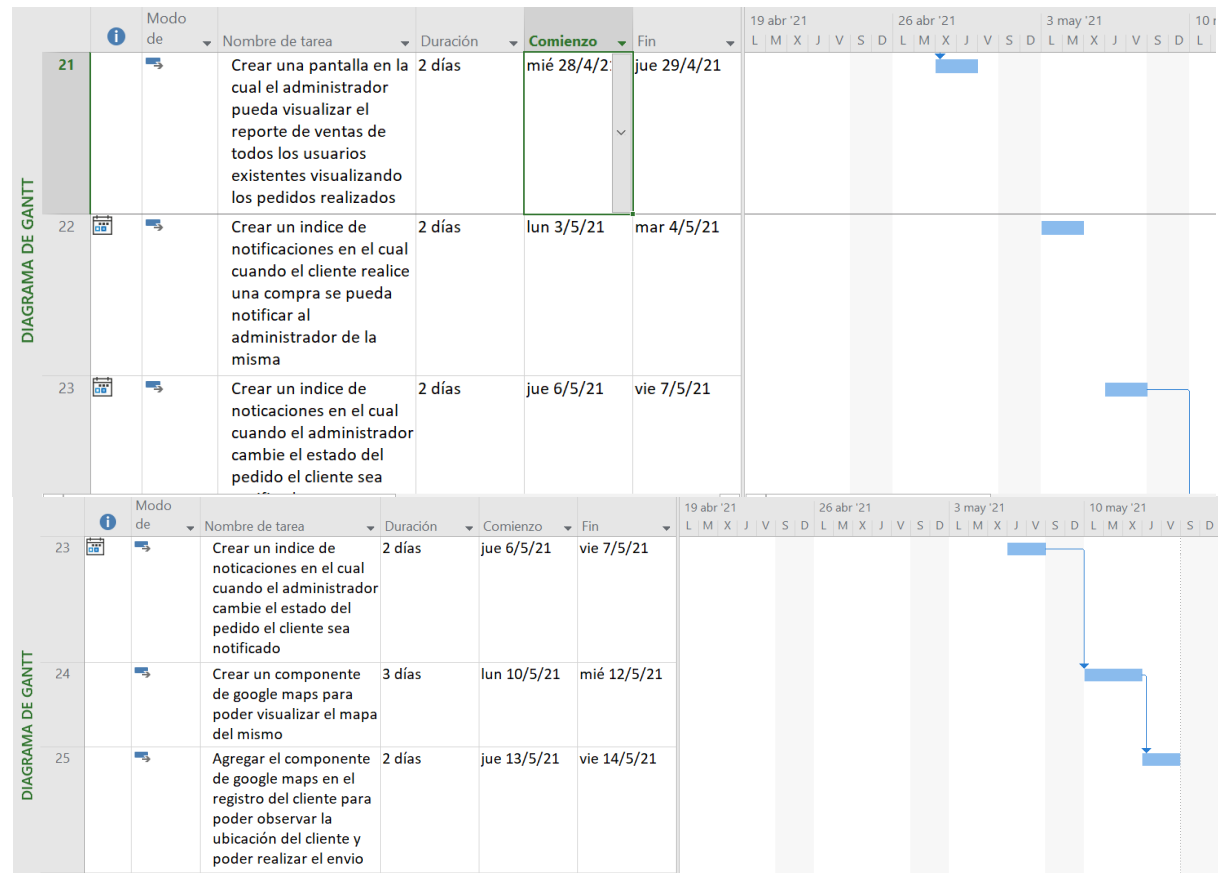 Modo
de
Nombre de tarea
Duración
Comienzo
Fin
19 abr '21
26 abr '21
3 may '21
L M X J V S D L M X J V S D L M X J V S D L
DIAGRAMA DE GANTT
21
Crear una pantalla en la
cual el administrador
pueda visualizar el
reporte de ventas de
todos los usuarios
existentes visualizando
los pedidos realizados
2 días
mié 28/4/2
jue 29/4/21
22
Crear un indice de
notificaciones en el cual
cuando el cliente realice
una compra se pueda
notificar al
administrador de la
misma
2 días
lun 3/5/21
mar 4/5/21
23
Crear un indice de
noticaciones en el cual
cuando el administrador
cambie el estado del
pedido el cliente sea
2 días
jue 6/5/21
vie 7/5/21
Modo
de
Nombre de tarea
Duración
Comienzo
Fin
19 abr '21
26 abr '21
3 may '21
10 may '21
L M X J V S D L M X J V S D L M X J V S D L M X J V S D
DIAGRAMA DE GANTT
23
Crear un indice de
noticaciones en el cual
cuando el administrador
cambie el estado del
pedido el cliente sea
notificado
2 días
jue 6/5/21
vie 7/5/21
24
Crear un componente
de google maps para
poder visualizar el mapa
del mismo
3 días
lun 10/5/21
mié 12/5/21
25
Agregar el componente
de google maps en el
registro del cliente para
poder observar la
ubicación del cliente y
poder realizar el envio
2 días
jue 13/5/21
vie 14/5/21